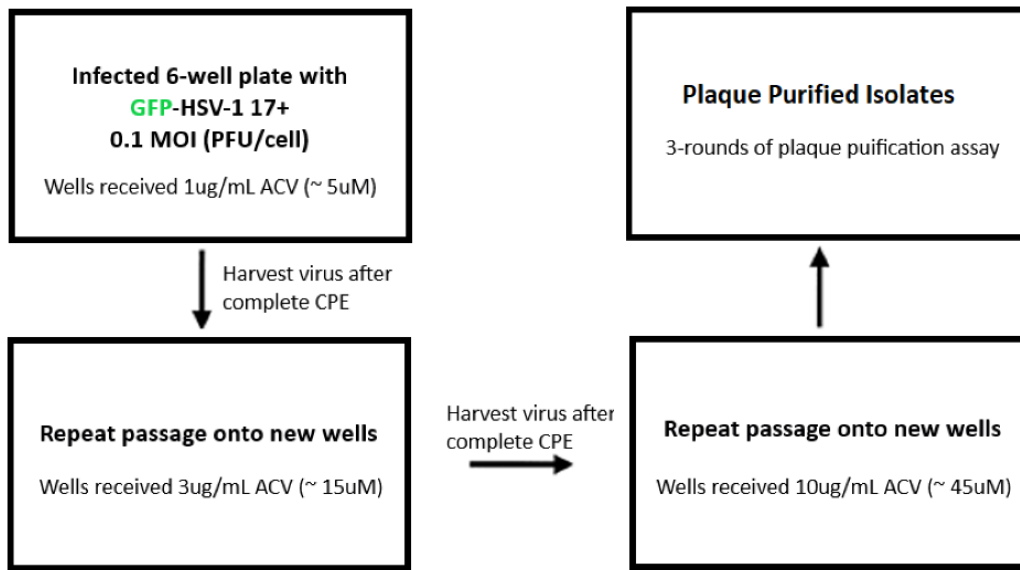 Infected 6-well plate with
GFP-HSV-1 17+
0.1 MOI (PFU/cell)
Wells received 1ug/mL ACV (~ 5uM)
Harvest virus after
complete CPE
Repeat passage onto new wells
Wells received 3ug/mL ACV (~ 15uM)
Harvest virus after
complete CPE
Repeat passage onto new wells
Wells received 10ug/mL ACV (~ 45uM)
Plaque Purified Isolates
3-rounds of plaque puification assay